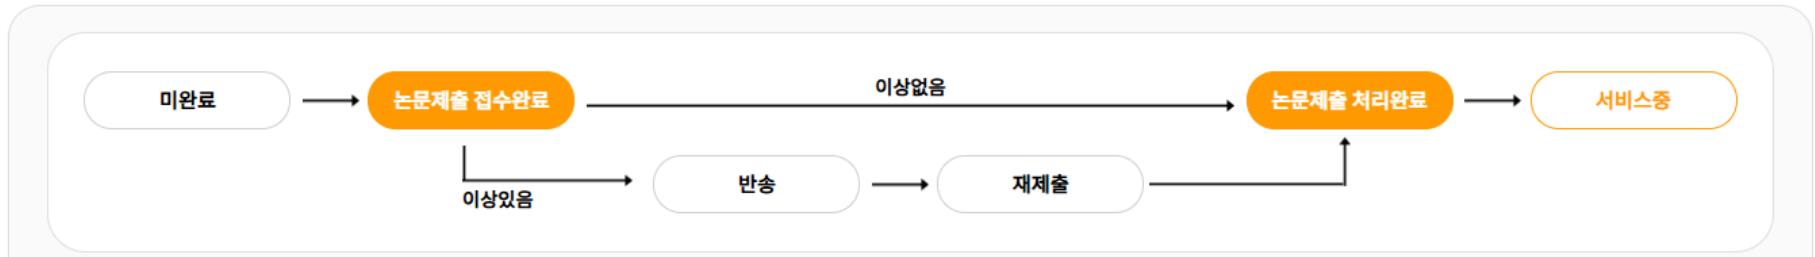 미완료
논문제출 접수완료
이상없음
논문제출 처리완료
서비스중
이상있음
반송
재제출